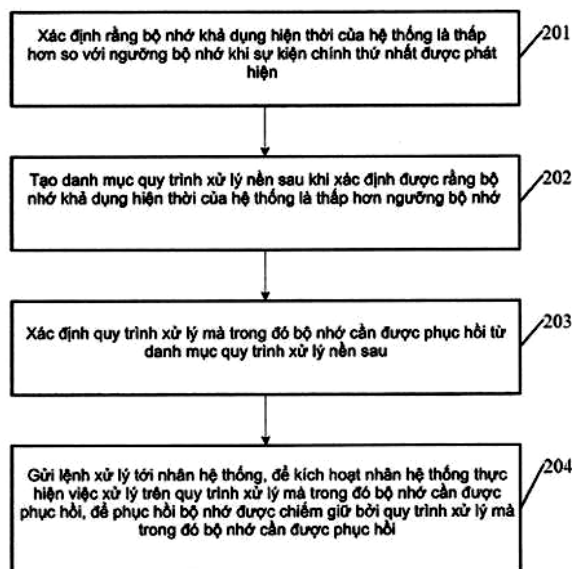 Xác định rằng bộ nhớ khả dụng hiện thời của hệ thống là thấp
hơn so với ngưỡng bộ nhớ khi sự kiện chính thứ nhất được phát
hiện
201
Tạo danh mục quy trình xử lý nền sau khi xác định được rằng bộ
nhớ khả dụng hiện thời của hệ thống là thấp hơn ngưỡng bộ nhớ
202
Xác định quy trình xử lý mà trong đó bộ nhớ cần được phục hồi từ
danh mục quy trình xử lý nền sau
203
Gửi lệnh xử lý tới nhân hệ thống, để kích hoạt nhân hệ thống thực
hiện việc xử lý trên quy trình xử lý mà trong đó bộ nhớ cần được
phục hồi, để phục hồi bộ nhớ được chiếm giữ bởi quy trình xử lý mà
trong đó bộ nhớ cần được phục hồi
204